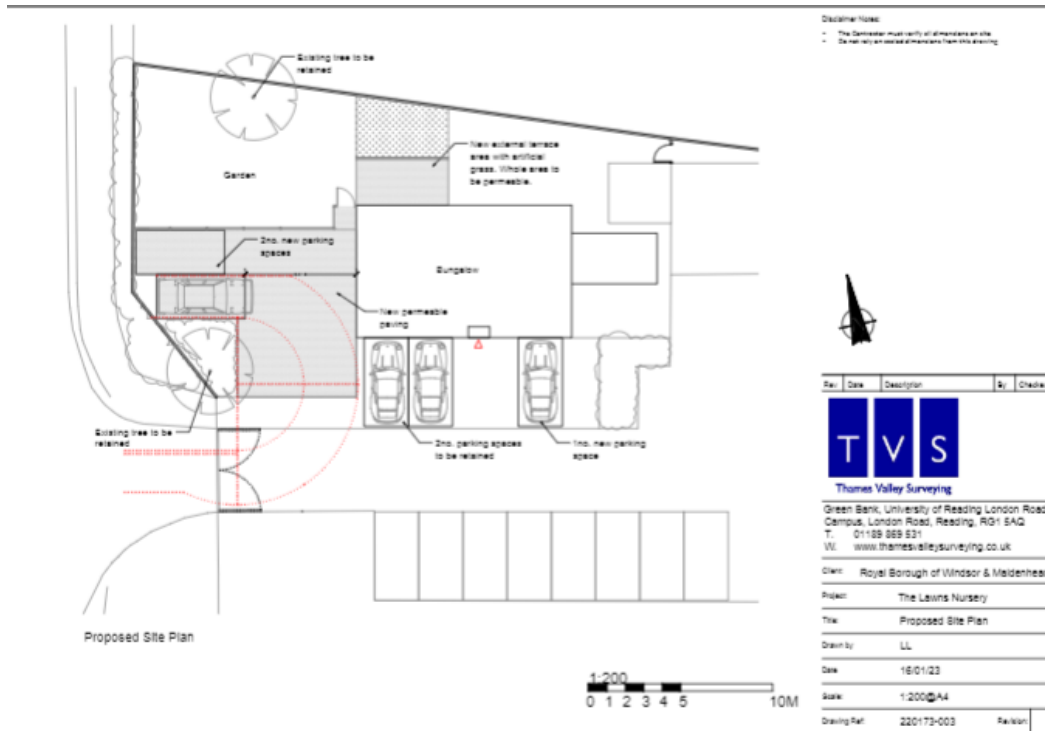 Disclaimer Notes:
- The Contractor must verify all dimensions on site
- Do not rely on scaled dimensions from this drawing
Existing tree to be
retained
New external terrace
area with artificial
grass. Whole area to
be permeable.
Garden
2no. new parking
spaces
Bungalow
New permeable
paving
Existing tree to be
retained
2no. parking spaces
to be retained
1no. new parking
space
Proposed Site Plan
1:200
0 1 2 3 4 5 10M
Rev Date Description By Checked
TVS
Thames Valley Surveying
Green Bank, University of Reading London Road
Campus, London Road, Reading, RG1 5AQ
T. 01189 869 531
W. www.thamesvalleysurveying.co.uk
Client: Royal Borough of Windsor & Maidenhead
Project: The Lawns Nursery
Title: Proposed Site Plan
Drawn by LL
Date 16/01/23
Scale: 1:200@A4
Drawing Ref: 220173-003 Revision: